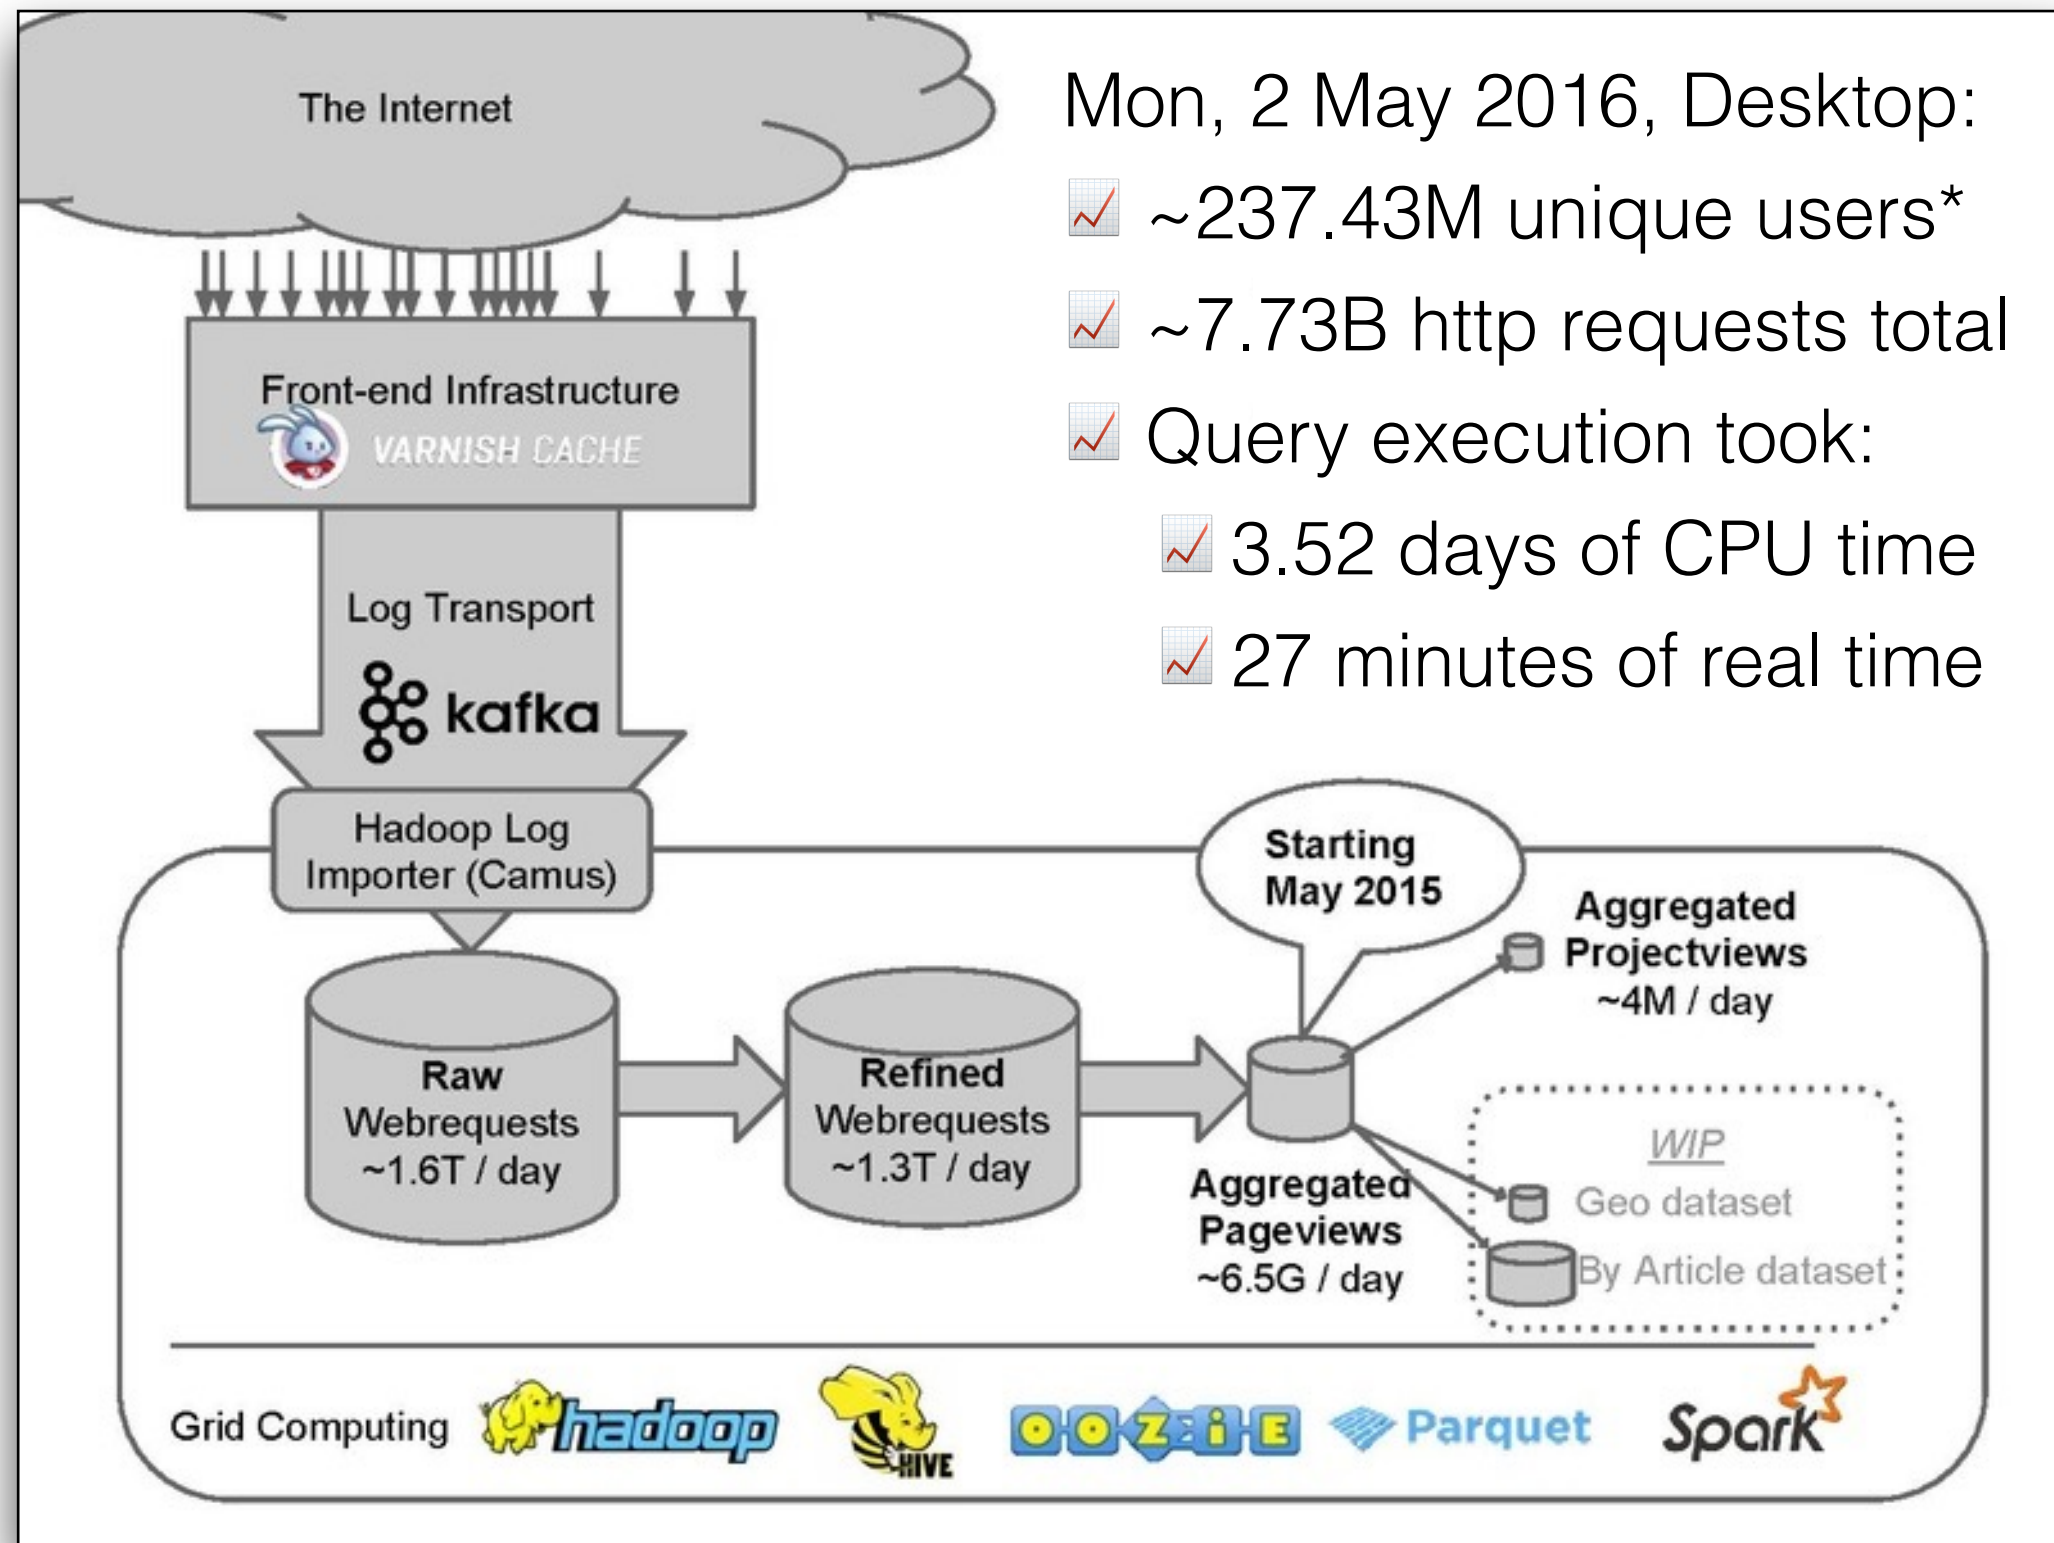 The Internet
Mon, 2 May 2016, Desktop:
~237.43M unique users*
~7.73B http requests total
Query execution took:
3.52 days of CPU time
27 minutes of real time
Front-end Infrastructure
VARNISH CACHE
Log Transport
kafka
Hadoop Log
Importer (Camus)
Starting
May 2015
Aggregated
Projectviews
~4M / day
Raw
Webrequests
~1.6T / day
Refined
Webrequests
~1.3T / day
Aggregated
Pageviews
~6.5G / day
WIP
Geo dataset
By Article dataset
Grid Computing
hadoop
HIVE
OOZIE
Parquet
Spark